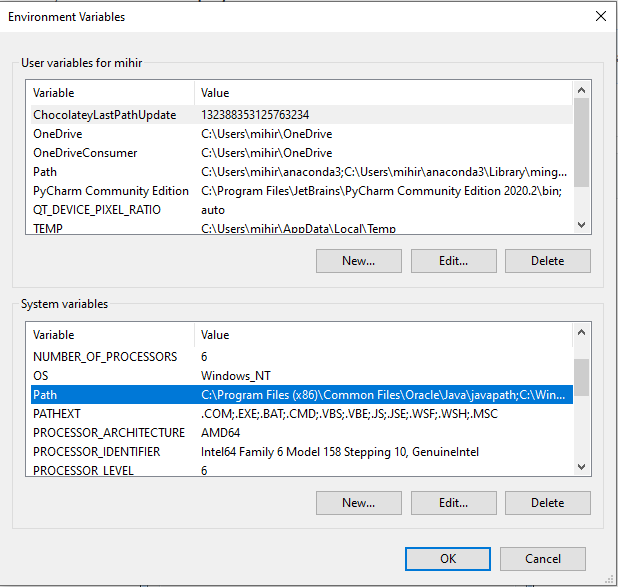 Environment Variables
User variables for mihir
Variable Value
ChocolateyLastPathUpdate 132388353125763234
OneDrive C:\Users\mihir\OneDrive
OneDriveConsumer C:\Users\mihir\OneDrive
Path C:\Users\mihir\anaconda3;C:\Users\mihir\anaconda3\Library\ming...
PyCharm Community Edition C:\Program Files\JetBrains\PyCharm Community Edition 2020.2\bin;
QT_DEVICE_PIXEL_RATIO auto
TEMP C:\Users\mihir\AppData\Local\Temp
New... Edit... Delete
System variables
Variable Value
NUMBER_OF_PROCESSORS 6
OS Windows_NT
Path C:\Program Files (x86)\Common Files\Oracle\Java\javapath;C:\Win...
PATHEXT .COM;.EXE;.BAT;.CMD;.VBS;.VBE;.JS;.JSE;.WSF;.WSH;.MSC
PROCESSOR_ARCHITECTURE AMD64
PROCESSOR_IDENTIFIER Intel64 Family 6 Model 158 Stepping 10, GenuineIntel
PROCESSOR_LEVEL 6
New... Edit... Delete
OK Cancel